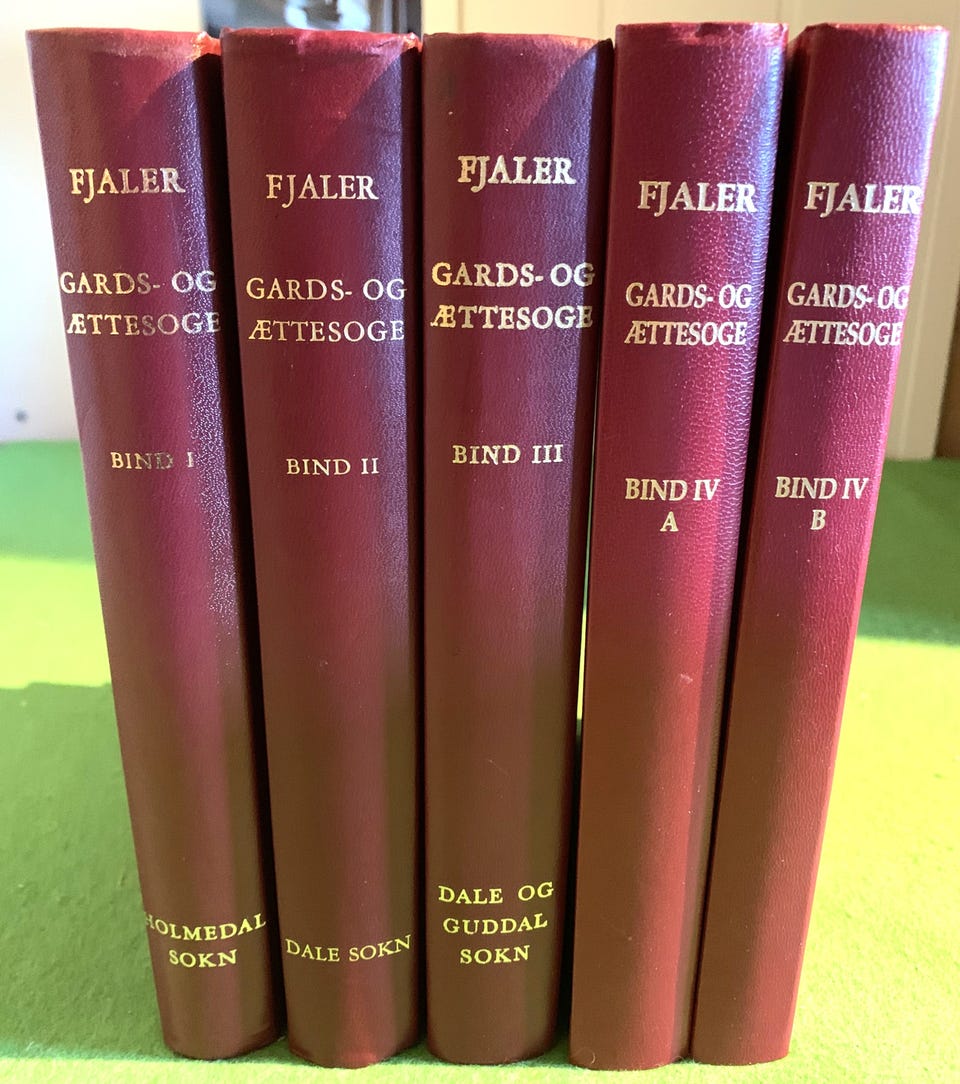 FJALER
GARDS- OG
ÆTTESOGE
BIND I
HOLMEDAL
SOKN
FJALER
GARDS- OG
ÆTTESOGE
BIND II
DALE SOKN
FJALER
GARDS- OG
ÆTTESOGE
BIND III
DALE OG
GUDDAL
SOKN
FJALER
GARDS- OG
ÆTTESOGE
BIND IV
A
FJALER
GARDS- OG
ÆTTESOGE
BIND IV
B